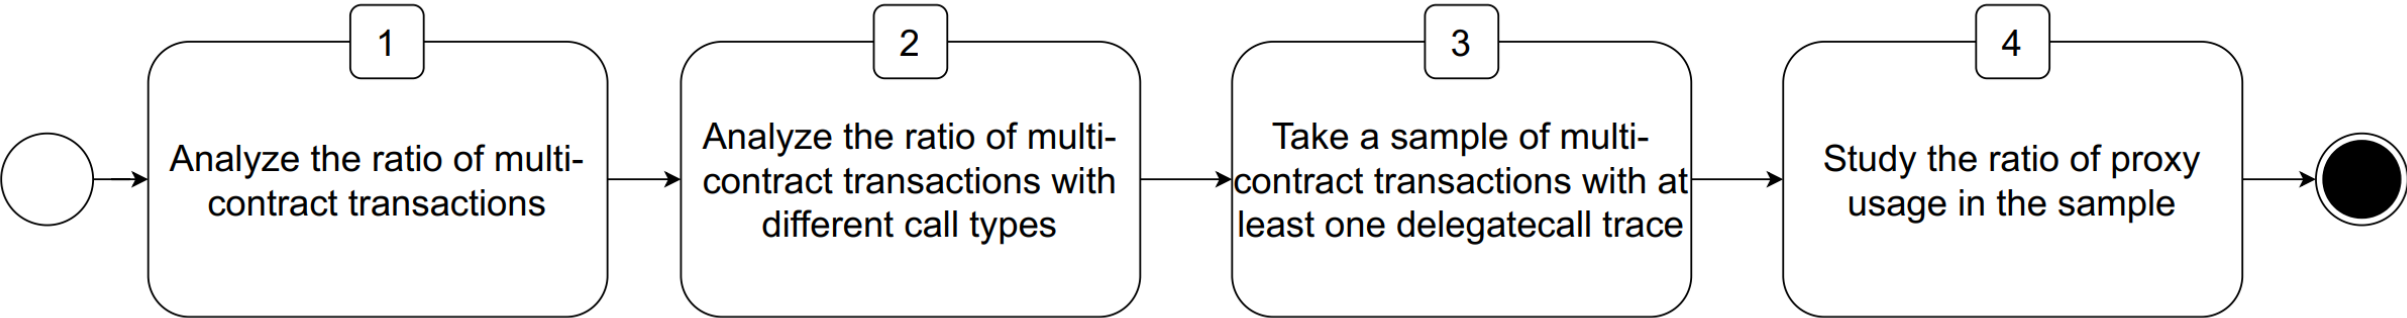 1
Analyze the ratio of multi-
contract transactions
2
Analyze the ratio of multi-
contract transactions with
different call types
3
Take a sample of multi-
contract transactions with at
least one delegatecall trace
4
Study the ratio of proxy
usage in the sample